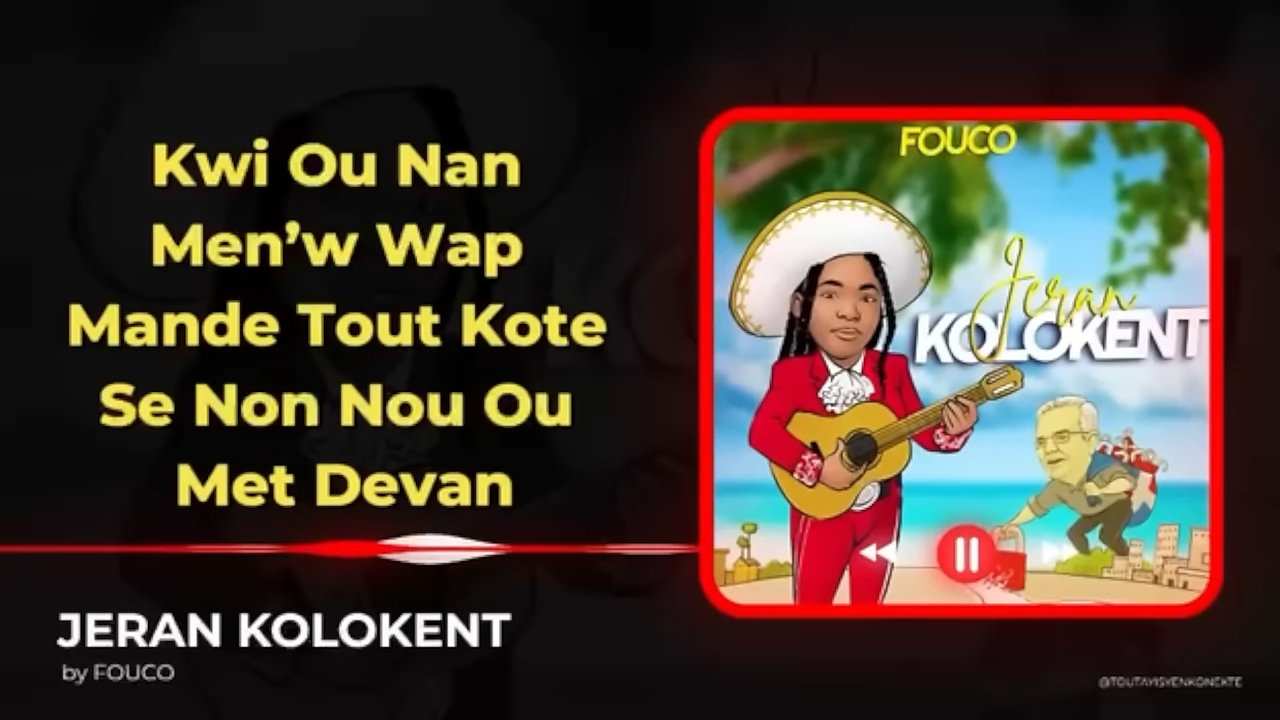 Kwi Ou Nan
Men’w Wap
Mande Tout Kote
Se Non Nou Ou
Met Devan
FOUCO
Jeran
KOLOKENT
JERAN KOLOKENT
by FOUCO
@TOUTAYISYENKONEKTE